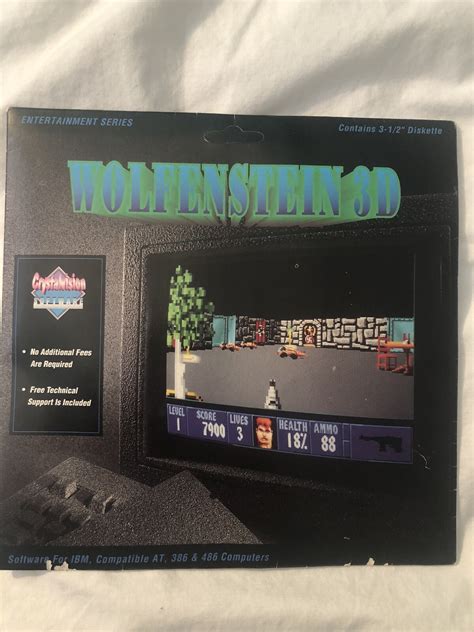 ENTERTAINMENT SERIES
Contains 3-1/2" Diskette
WOLFENSTEIN 3D
Crystalvision
SOFTWARE
• No Additional Fees
Are Required
• Free Technical
Support Is Included
LEVEL SCORE LIVES HEALTH AMMO
1 7900 3 18% 88
Software For IBM, Compatible AT, 386 & 486 Computers